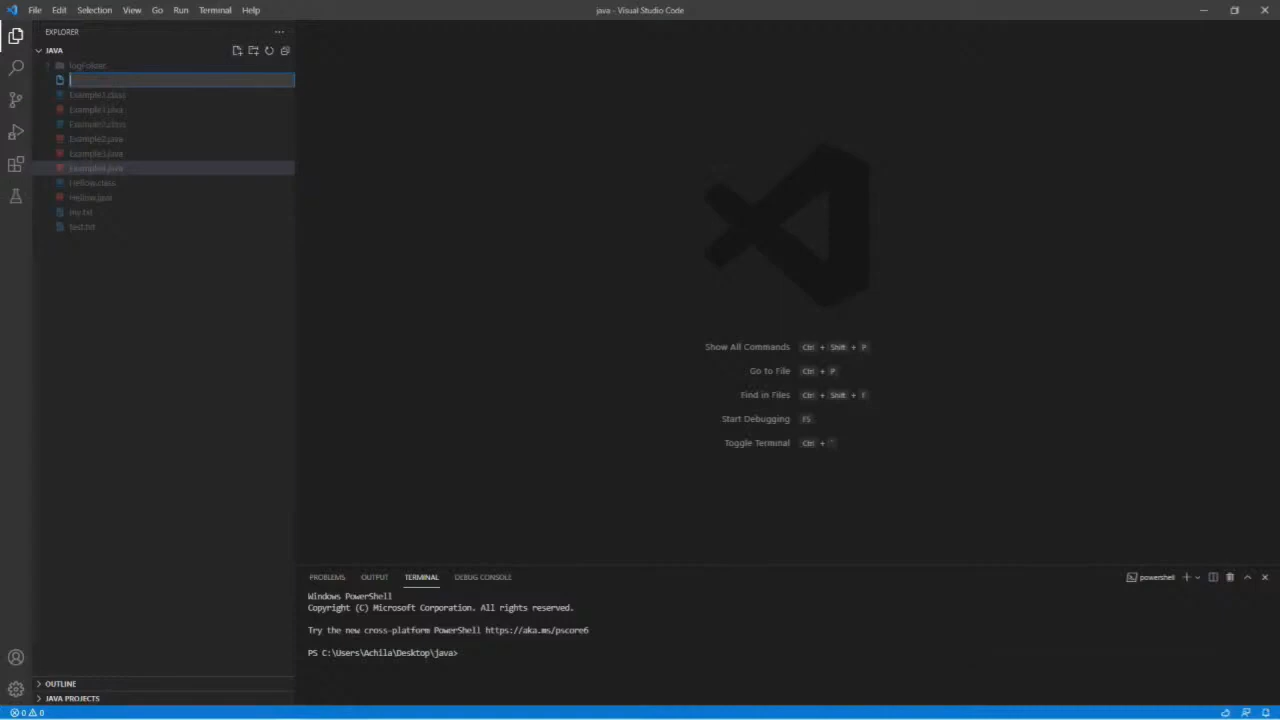 File Edit Selection View Go Run Terminal Help
java - Visual Studio Code
EXPLORER
JAVA
logFolder
Example1.class
Example1.java
Example2.class
Example2.java
Example3.java
Example4.java
Hellow.class
Hellow.java
my.txt
test.txt
Show All Commands Ctrl + Shift + P
Go to File Ctrl + P
Find in Files Ctrl + Shift + F
Start Debugging F5
Toggle Terminal Ctrl + `
PROBLEMS OUTPUT TERMINAL DEBUG CONSOLE
powershell
Windows PowerShell
Copyright (C) Microsoft Corporation. All rights reserved.
Try the new cross-platform PowerShell https://aka.ms/pscore6
PS C:\Users\Achila\Desktop\java>
OUTLINE
JAVA PROJECTS
0 0